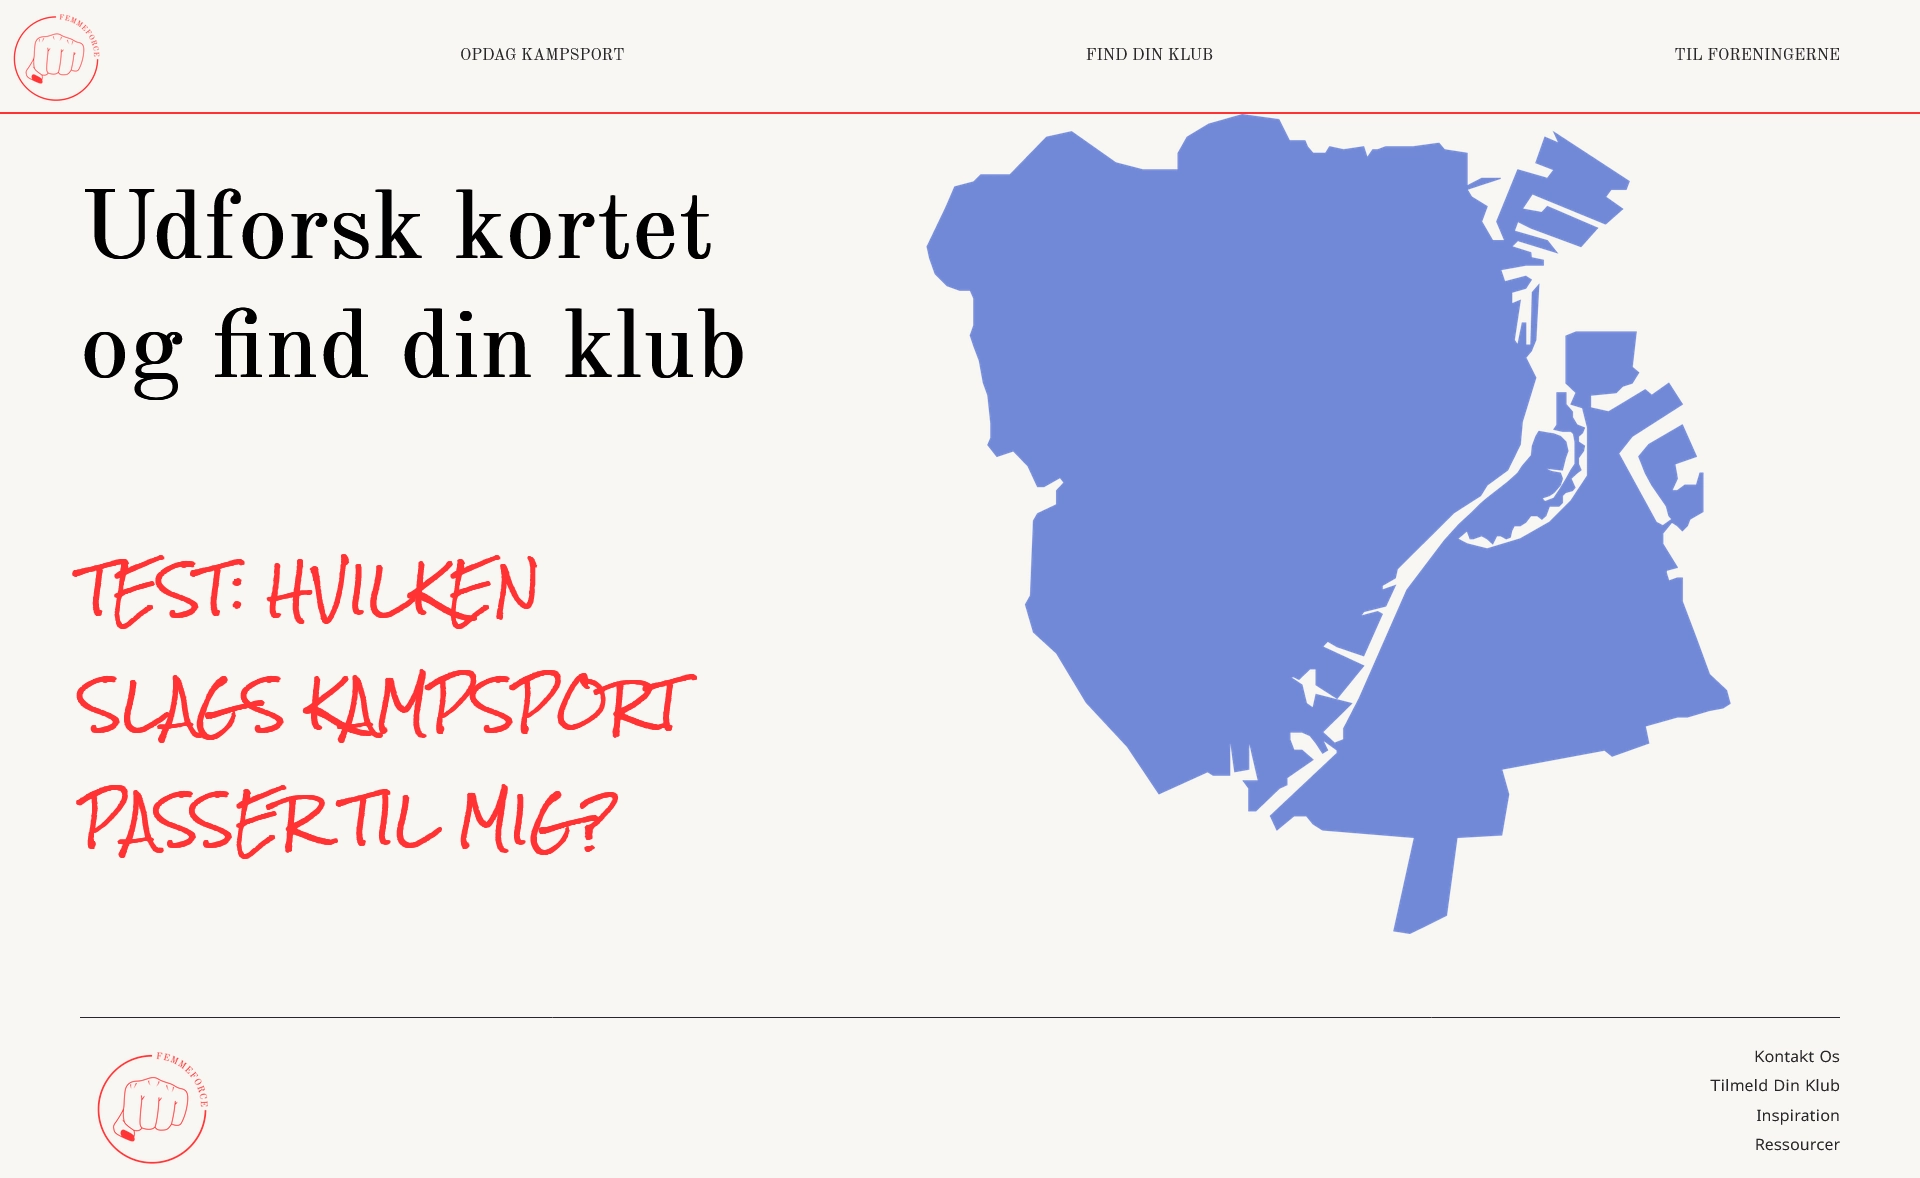 FEMMEFORCE
OPDAG KAMPSPORT
FIND DIN KLUB
TIL FORENINGERNE
Udforsk kortet
og find din klub
TEST: HVILKEN
SLAGS KAMPSPORT
PASSER TIL MIG?
FEMMEFORCE
Kontakt Os
Tilmeld Din Klub
Inspiration
Ressourcer